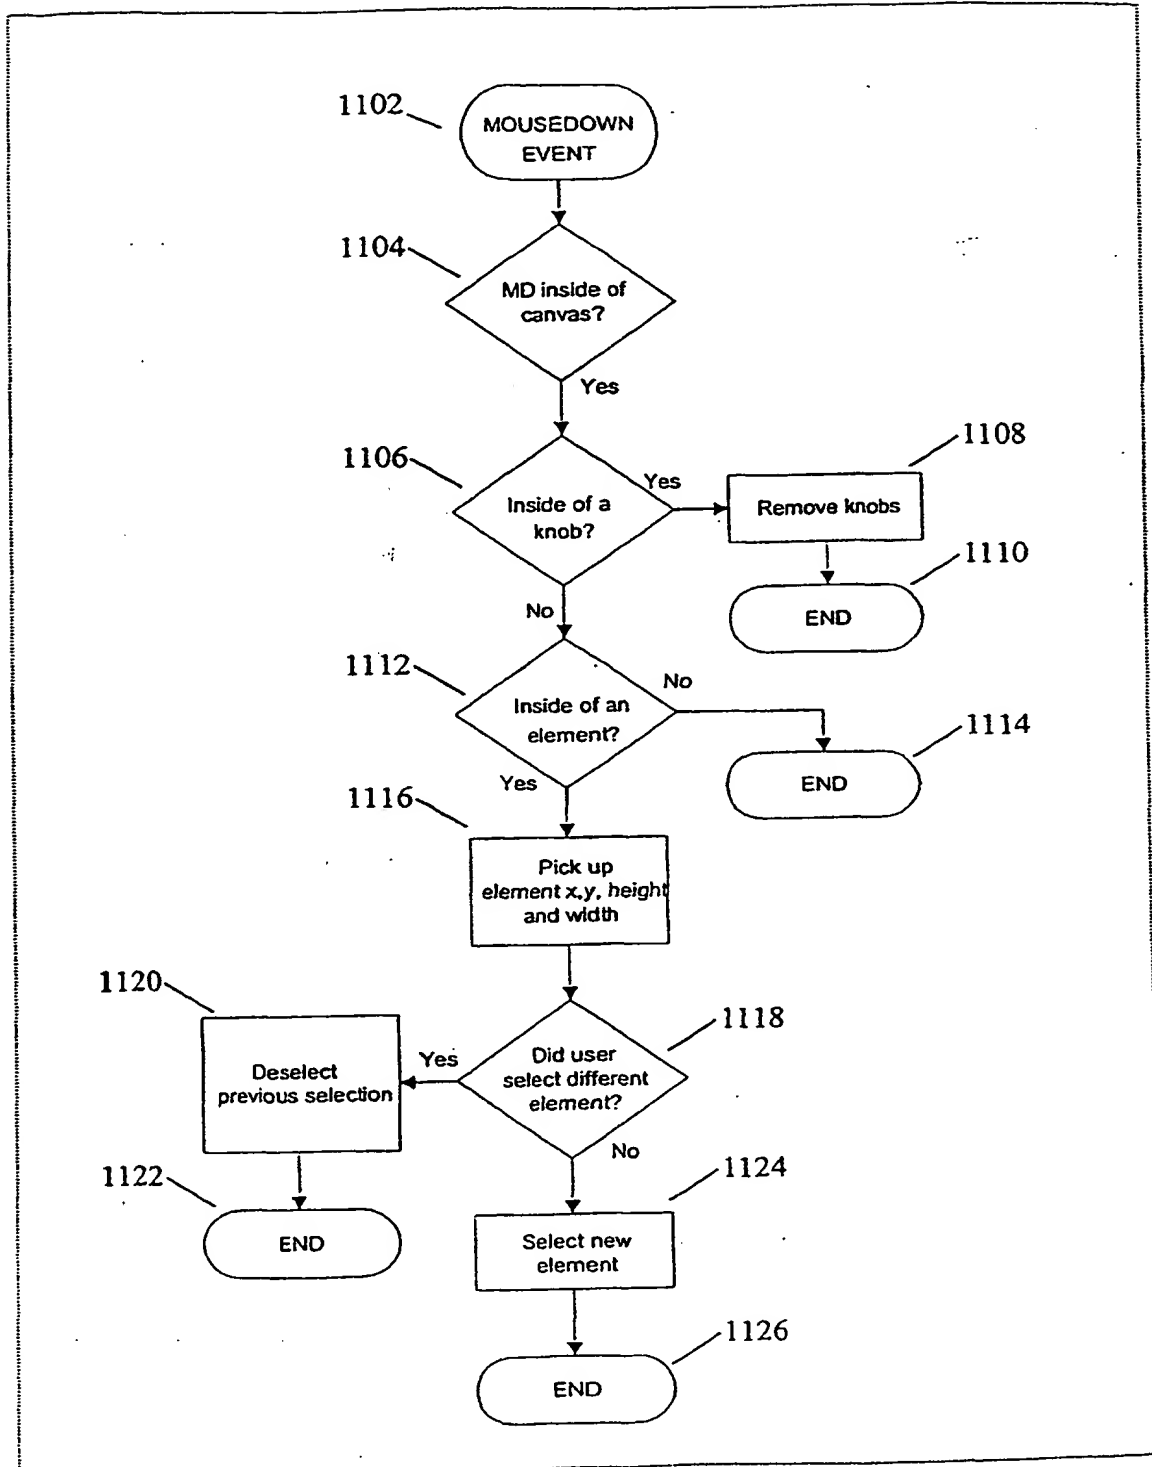 1102
MOUSEDOWN
EVENT
1104
MD inside of
canvas?
Yes
1106
Inside of a
knob?
Yes
1108
Remove knobs
1110
END
No
1112
Inside of an
element?
No
1114
END
Yes
1116
Pick up
element x,y, height
and width
1118
Did user
select different
element?
Yes
1120
Deselect
previous selection
1122
END
No
1124
Select new
element
1126
END